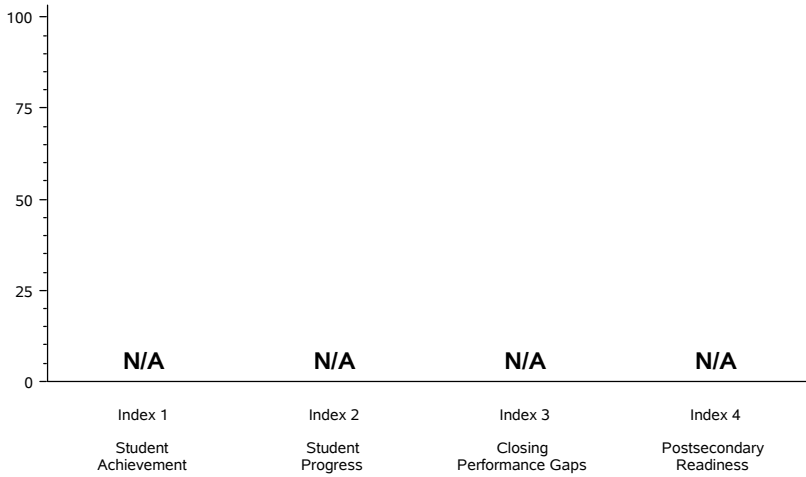 100
75
50
25
0
N/A N/A N/A N/A
Index 1 Index 2 Index 3 Index 4
Student Student Closing Postsecondary
Achievement Progress Performance Gaps Readiness